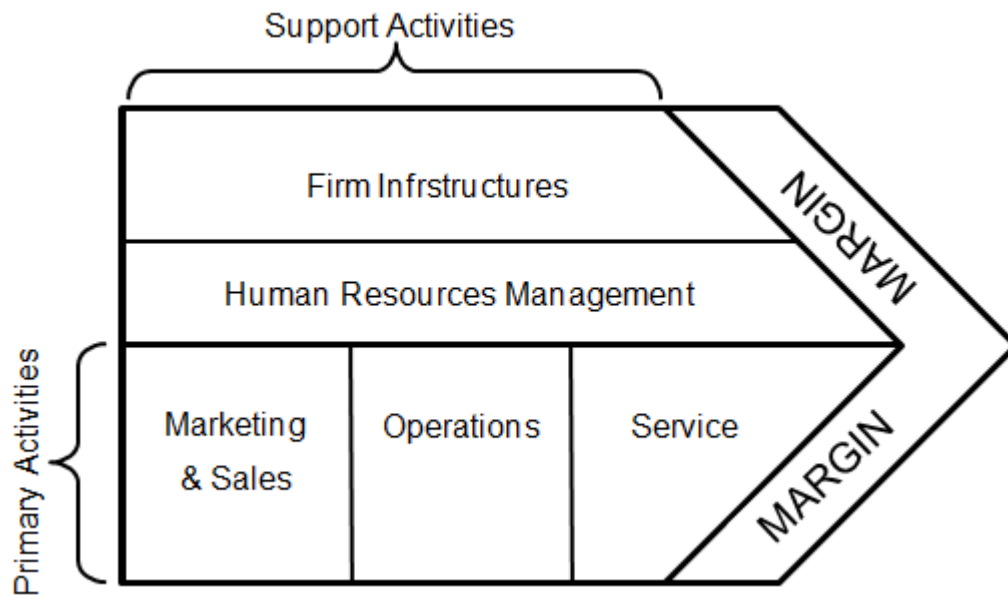 Support Activities
Firm Infrstructures
MARGIN
Human Resources Management
Primary Activities
Marketing
& Sales
Operations
Service
MARGIN